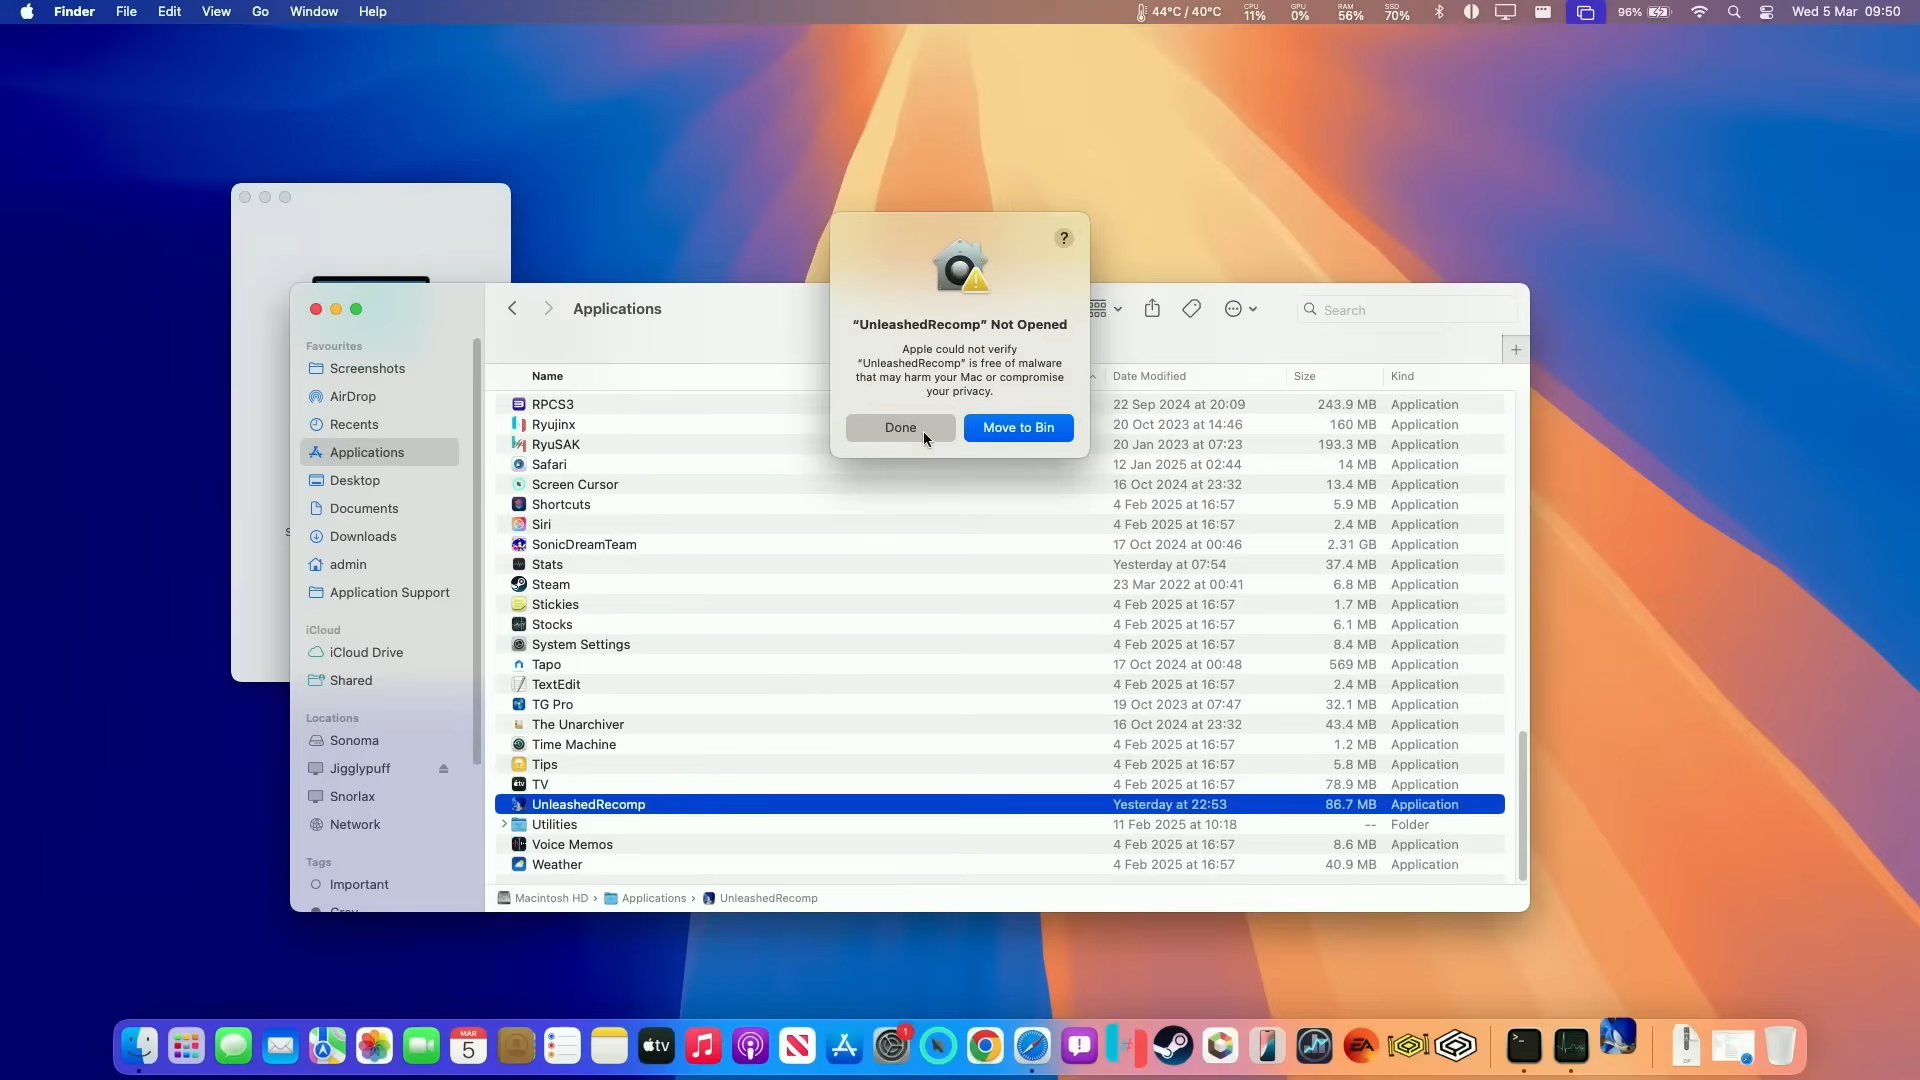 Finder File Edit View Go Window Help
44°C / 40°C CPU 11% GPU 0% RAM 56% SSD 70% 96% Wed 5 Mar 09:50
?
“UnleashedRecomp” Not Opened
Apple could not verify
“UnleashedRecomp” is free of malware
that may harm your Mac or compromise
your privacy.
Done Move to Bin
Applications Search
Favourites
Screenshots
AirDrop
Recents
Applications
Desktop
Documents
Downloads
admin
Application Support
iCloud
iCloud Drive
Shared
Locations
Sonoma
Jigglypuff
Snorlax
Network
Tags
Important
Name Date Modified Size Kind
RPCS3 22 Sep 2024 at 20:09 243.9 MB Application
Ryujinx 20 Oct 2023 at 14:46 160 MB Application
RyuSAK 20 Jan 2023 at 07:23 193.3 MB Application
Safari 12 Jan 2025 at 02:44 14 MB Application
Screen Cursor 16 Oct 2024 at 23:32 13.4 MB Application
Shortcuts 4 Feb 2025 at 16:57 5.9 MB Application
Siri 4 Feb 2025 at 16:57 2.4 MB Application
SonicDreamTeam 17 Oct 2024 at 00:46 2.31 GB Application
Stats Yesterday at 07:54 37.4 MB Application
Steam 23 Mar 2022 at 00:41 6.8 MB Application
Stickies 4 Feb 2025 at 16:57 1.7 MB Application
Stocks 4 Feb 2025 at 16:57 6.1 MB Application
System Settings 4 Feb 2025 at 16:57 8.4 MB Application
Tapo 17 Oct 2024 at 00:48 569 MB Application
TextEdit 4 Feb 2025 at 16:57 2.4 MB Application
TG Pro 19 Oct 2023 at 07:47 32.1 MB Application
The Unarchiver 16 Oct 2024 at 23:32 43.4 MB Application
Time Machine 4 Feb 2025 at 16:57 1.2 MB Application
Tips 4 Feb 2025 at 16:57 5.8 MB Application
TV 4 Feb 2025 at 16:57 78.9 MB Application
UnleashedRecomp Yesterday at 22:53 86.7 MB Application
Utilities 11 Feb 2025 at 10:18 -- Folder
Voice Memos 4 Feb 2025 at 16:57 8.6 MB Application
Weather 4 Feb 2025 at 16:57 40.9 MB Application
Macintosh HD › Applications › UnleashedRecomp
MAR
5
tv
1
EA